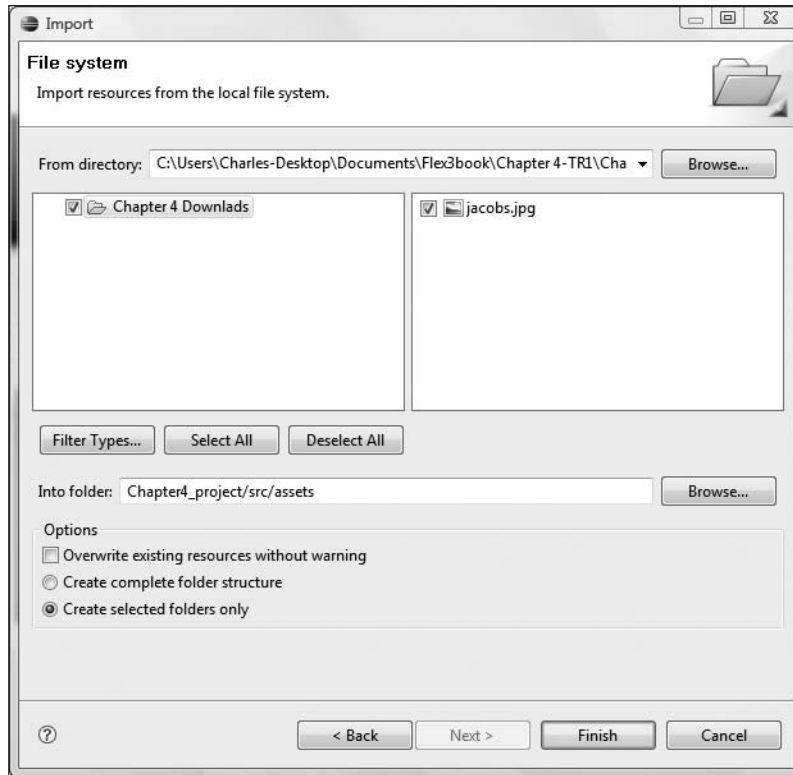 Import
File system
Import resources from the local file system.
From directory: C:\Users\Charles-Desktop\Documents\Flex3book\Chapter 4-TR1\Cha Browse...
Chapter 4 Downlads
jacobs.jpg
Filter Types... Select All Deselect All
Into folder: Chapter4_project/src/assets Browse...
Options
Overwrite existing resources without warning
Create complete folder structure
Create selected folders only
? < Back Next > Finish Cancel